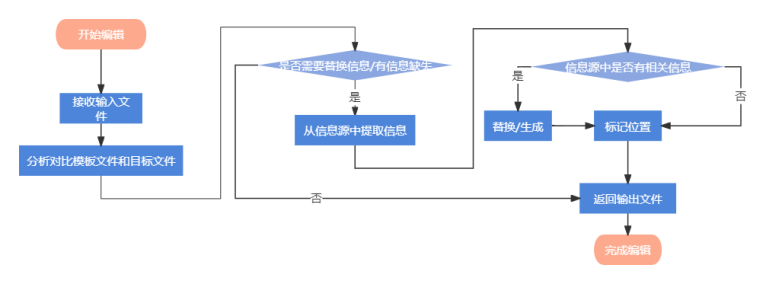 开始编辑
接收输入文
件
分析对比模板文件和目标文件
是否需要替换信息/有信息缺失
是
从信息源中提取信息
否
信息源中是否有相关信息
是
否
替换/生成
标记位置
返回输出文件
完成编辑